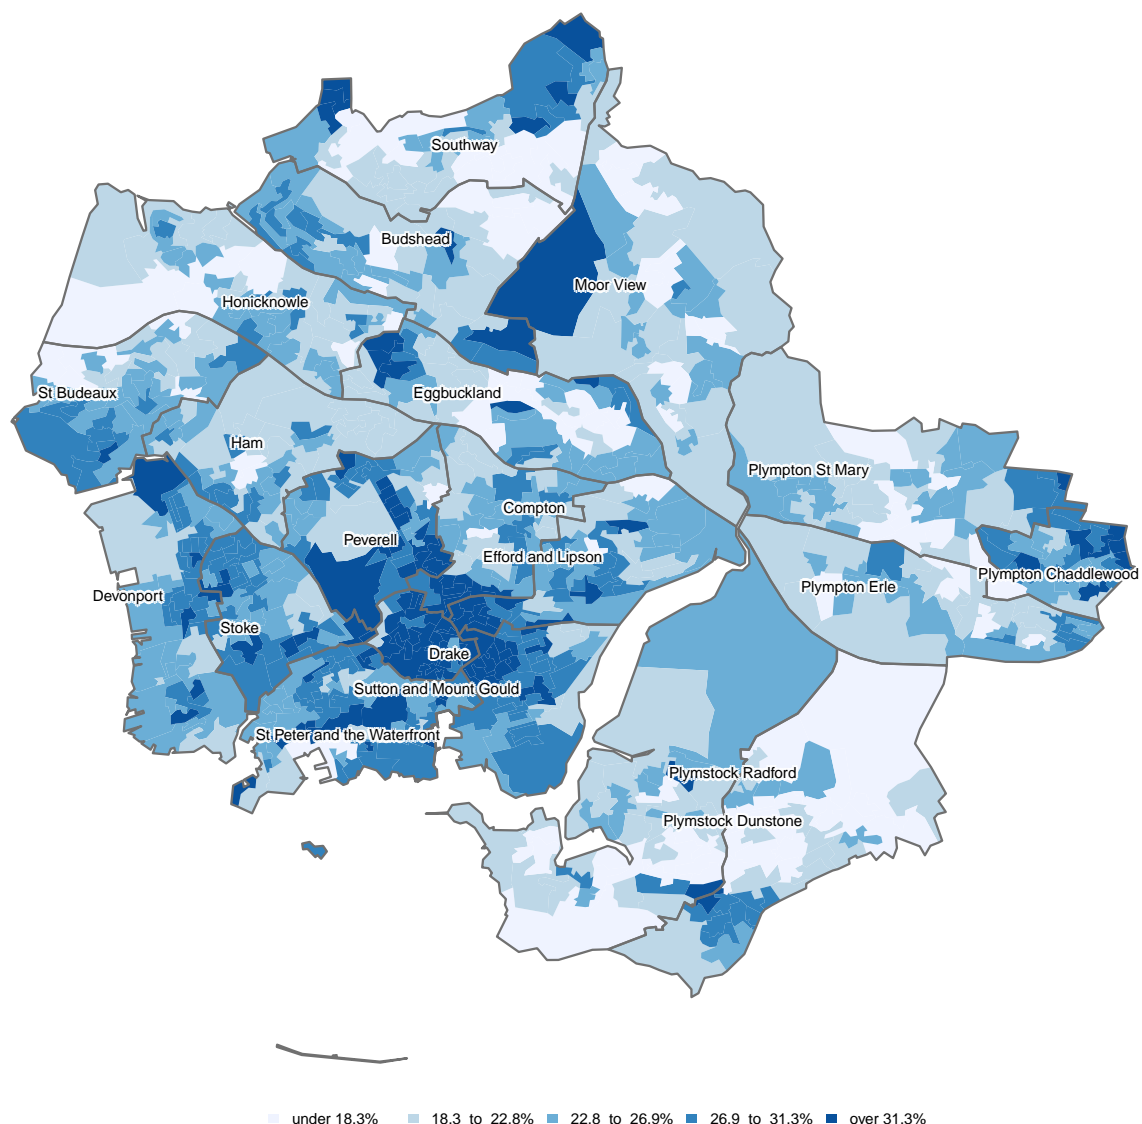 Southway
Budshead
Moor View
Honicknowle
St Budeaux
Eggbuckland
Ham
Plympton St Mary
Compton
Peverell
Efford and Lipson
Plympton Chaddlewood
Plympton Erle
Devonport
Stoke
Drake
Sutton and Mount Gould
St Peter and the Waterfront
Plymstock Radford
Plymstock Dunstone
under 18.3% 18.3 to 22.8% 22.8 to 26.9% 26.9 to 31.3% over 31.3%